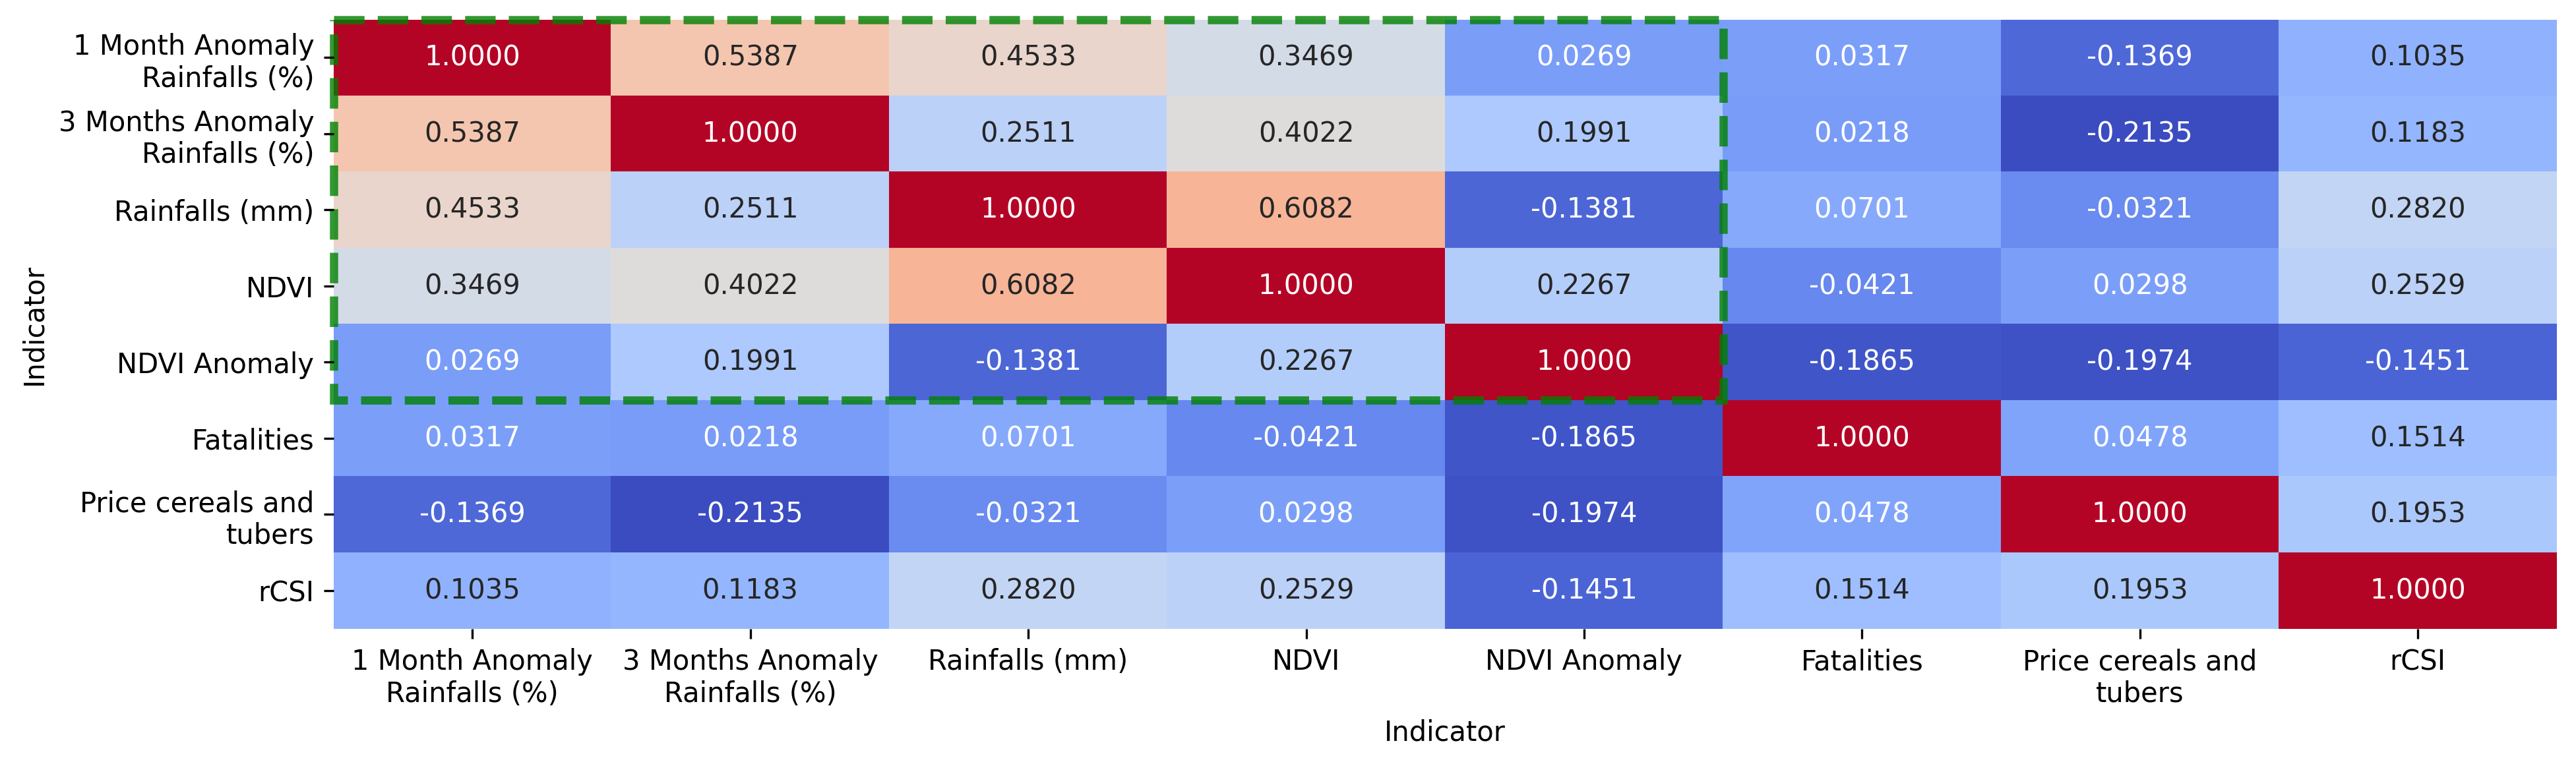 1 Month Anomaly
Rainfalls (%)
1.0000 0.5387 0.4533 0.3469 0.0269 0.0317 -0.1369 0.1035
3 Months Anomaly
Rainfalls (%)
0.5387 1.0000 0.2511 0.4022 0.1991 0.0218 -0.2135 0.1183
Rainfalls (mm) 0.4533 0.2511 1.0000 0.6082 -0.1381 0.0701 -0.0321 0.2820
NDVI 0.3469 0.4022 0.6082 1.0000 0.2267 -0.0421 0.0298 0.2529
NDVI Anomaly 0.0269 0.1991 -0.1381 0.2267 1.0000 -0.1865 -0.1974 -0.1451
Fatalities 0.0317 0.0218 0.0701 -0.0421 -0.1865 1.0000 0.0478 0.1514
Price cereals and
tubers
-0.1369 -0.2135 -0.0321 0.0298 -0.1974 0.0478 1.0000 0.1953
rCSI 0.1035 0.1183 0.2820 0.2529 -0.1451 0.1514 0.1953 1.0000
Indicator
1 Month Anomaly 3 Months Anomaly Rainfalls (mm) NDVI NDVI Anomaly Fatalities Price cereals and rCSI
Rainfalls (%) Rainfalls (%) tubers
Indicator